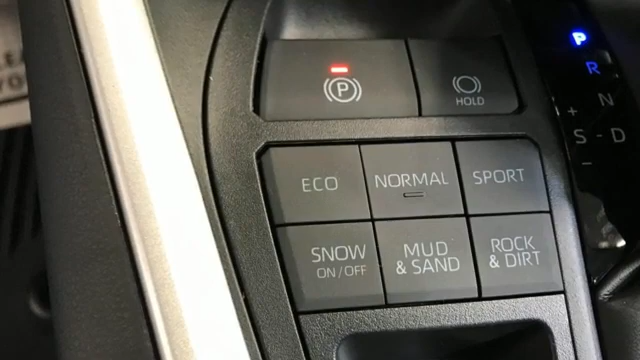 P
HOLD
ECO
NORMAL
SPORT
SNOW
ON/OFF
MUD
& SAND
ROCK
& DIRT
P
R
N
+
S - D
-